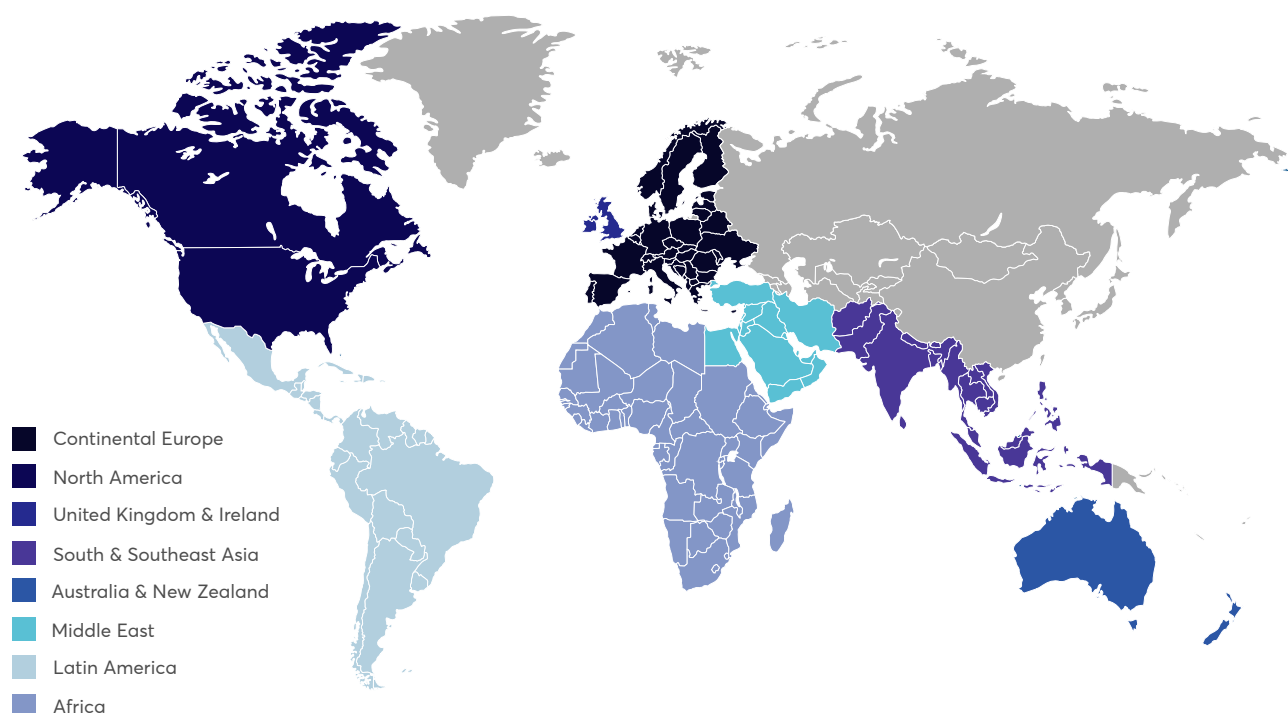 Continental Europe
North America
United Kingdom & Ireland
South & Southeast Asia
Australia & New Zealand
Middle East
Latin America
Africa